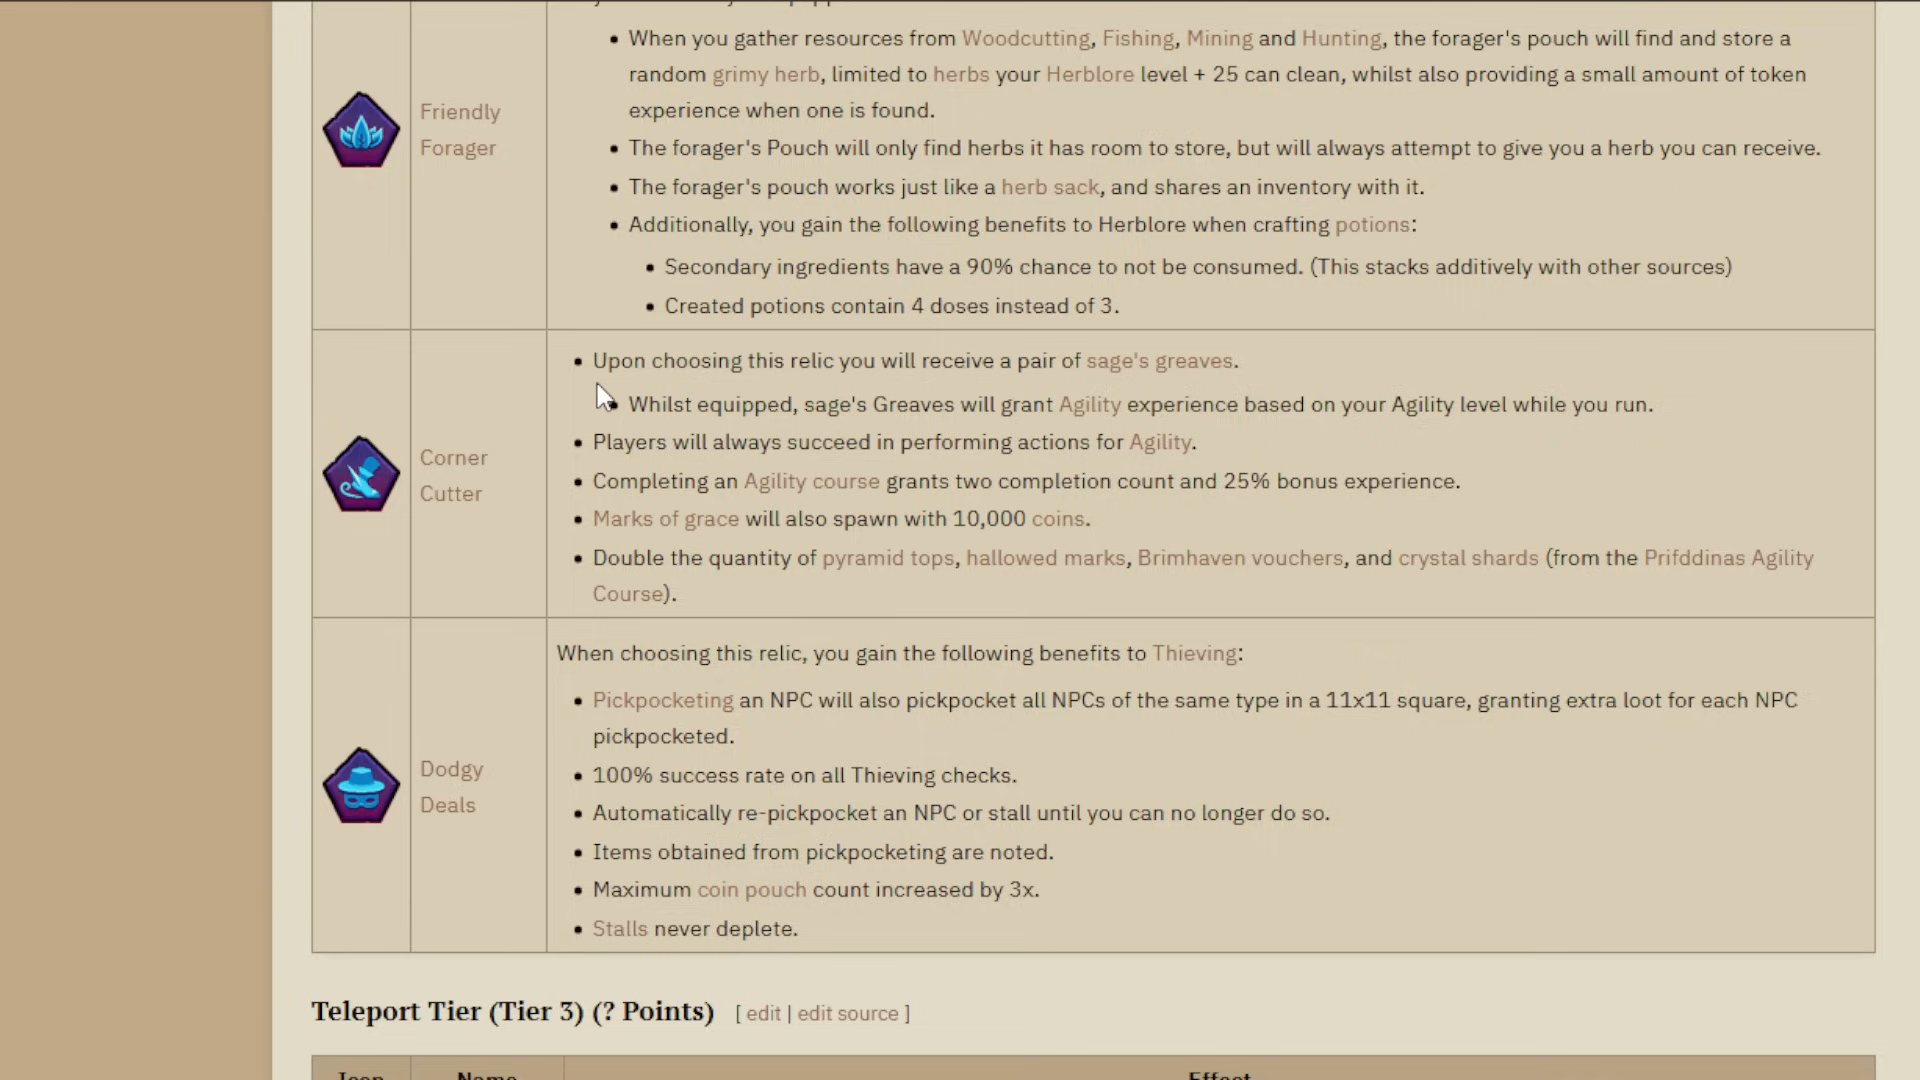 When you gather resources from Woodcutting, Fishing, Mining and Hunting, the forager's pouch will find and store a
random grimy herb, limited to herbs your Herblore level + 25 can clean, whilst also providing a small amount of token
experience when one is found.
Friendly
Forager
The forager's Pouch will only find herbs it has room to store, but will always attempt to give you a herb you can receive.
The forager's pouch works just like a herb sack, and shares an inventory with it.
Additionally, you gain the following benefits to Herblore when crafting potions:
Secondary ingredients have a 90% chance to not be consumed. (This stacks additively with other sources)
Created potions contain 4 doses instead of 3.
Corner
Cutter
Upon choosing this relic you will receive a pair of sage's greaves.
Whilst equipped, sage's Greaves will grant Agility experience based on your Agility level while you run.
Players will always succeed in performing actions for Agility.
Completing an Agility course grants two completion count and 25% bonus experience.
Marks of grace will also spawn with 10,000 coins.
Double the quantity of pyramid tops, hallowed marks, Brimhaven vouchers, and crystal shards (from the Prifddinas Agility
Course).
Dodgy
Deals
When choosing this relic, you gain the following benefits to Thieving:
Pickpocketing an NPC will also pickpocket all NPCs of the same type in a 11x11 square, granting extra loot for each NPC
pickpocketed.
100% success rate on all Thieving checks.
Automatically re-pickpocket an NPC or stall until you can no longer do so.
Items obtained from pickpocketing are noted.
Maximum coin pouch count increased by 3x.
Stalls never deplete.
Teleport Tier (Tier 3) (? Points) [ edit | edit source ]
Icon Name Effect